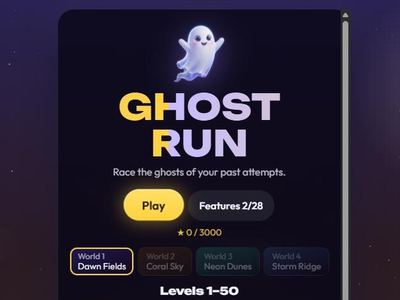 GHOST
RUN
Race the ghosts of your past attempts.
Play
Features 2/28
★ 0 / 3000
World 1
Dawn Fields
World 2
Coral Sky
World 3
Neon Dunes
World 4
Storm Ridge
Levels 1–50